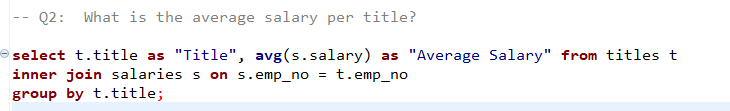 -- Q2:  What is the average salary per title?
select t.title as "Title", avg(s.salary) as "Average Salary" from titles t
inner join salaries s on s.emp_no = t.emp_no
group by t.title;